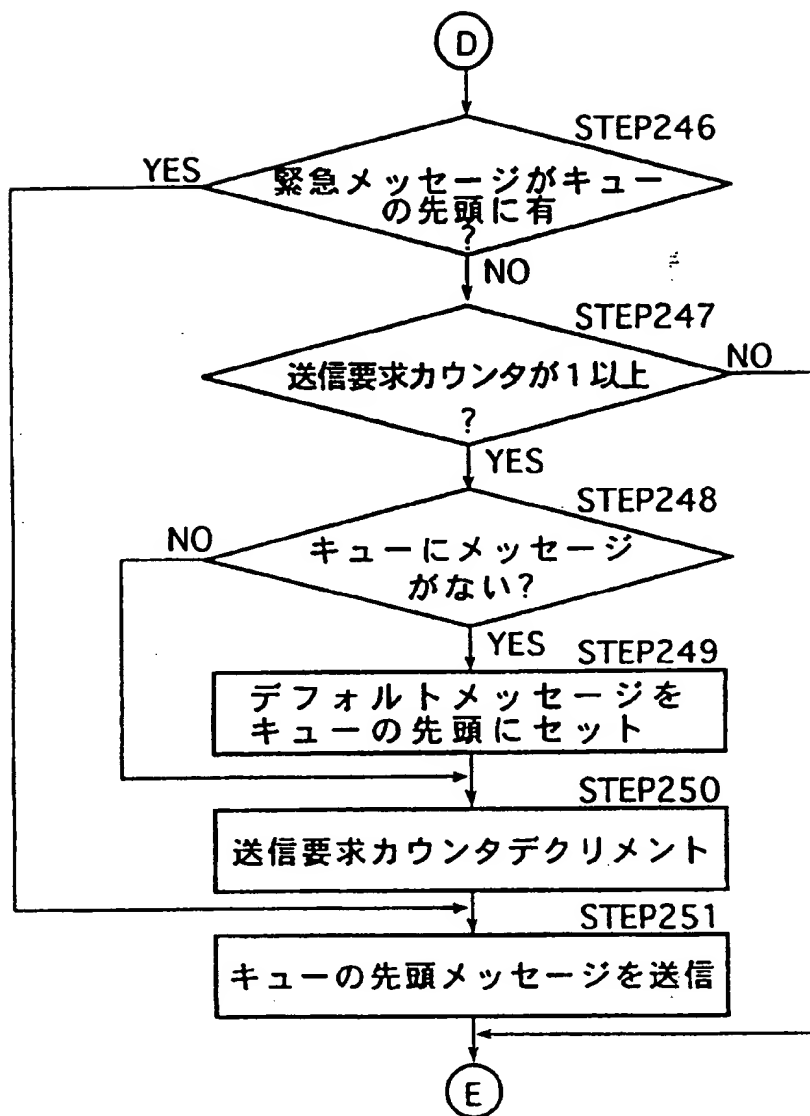 D
STEP246
YES
緊急メッセージがキュー
の先頭に有
?
NO
STEP247
NO
送信要求カウンタが1以上
?
YES
STEP248
NO
キューにメッセージ
がない?
YES
STEP249
デフォルトメッセージを
キューの先頭にセット
STEP250
送信要求カウンタデクリメント
STEP251
キューの先頭メッセージを送信
E